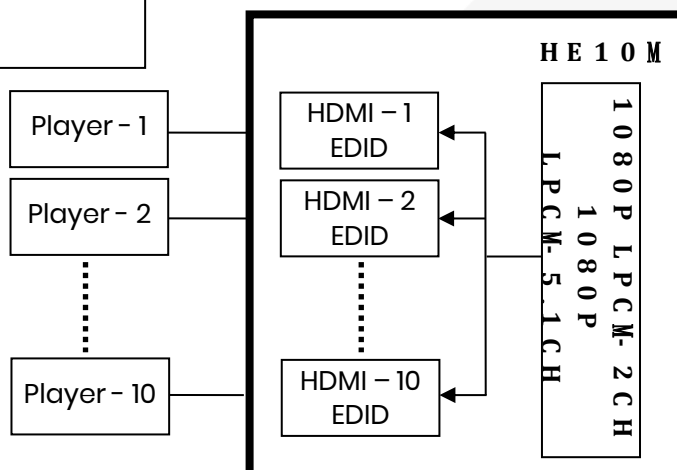 HE10M
Player - 1
HDMI – 1
EDID
Player - 2
HDMI – 2
EDID
Player - 10
HDMI – 10
EDID
1080P LPCM-2CH
1080P
LPCM-5.1CH